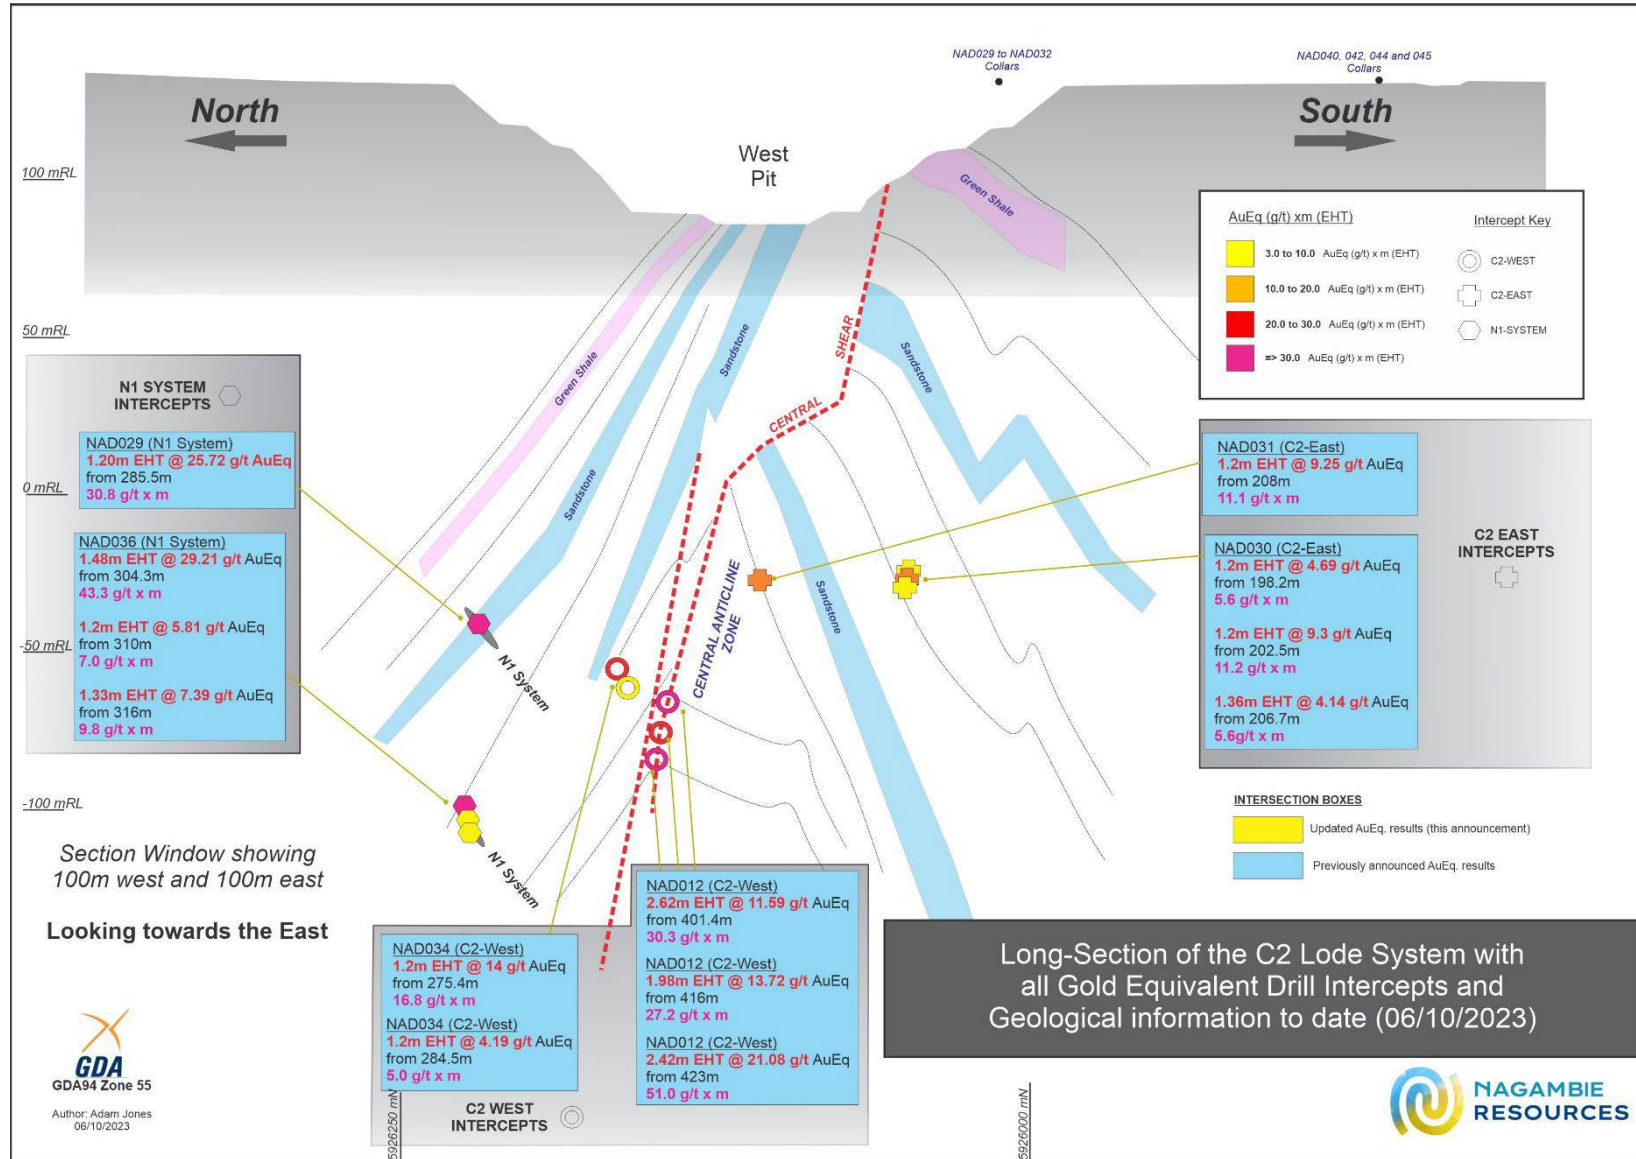 NAD029 to NAD032
Collars
NAD040, 042, 044 and 045
Collars
North
South
West
Pit
100 mRL
50 mRL
0 mRL
-50 mRL
-100 mRL
Green Shale
Sandstone
Sandstone
Green Shale
Sandstone
Sandstone
SHEAR
CENTRAL
CENTRAL ANTICLINE
ZONE
N1 System
N1 System
AuEq (g/t) xm (EHT)
Intercept Key
3.0 to 10.0 AuEq (g/t) x m (EHT)
C2-WEST
10.0 to 20.0 AuEq (g/t) x m (EHT)
C2-EAST
20.0 to 30.0 AuEq (g/t) x m (EHT)
N1-SYSTEM
=> 30.0 AuEq (g/t) x m (EHT)
N1 SYSTEM
INTERCEPTS
NAD029 (N1 System)
1.20m EHT @ 25.72 g/t AuEq
from 285.5m
30.8 g/t x m
NAD036 (N1 System)
1.48m EHT @ 29.21 g/t AuEq
from 304.3m
43.3 g/t x m
1.2m EHT @ 5.81 g/t AuEq
from 310m
7.0 g/t x m
1.33m EHT @ 7.39 g/t AuEq
from 316m
9.8 g/t x m
NAD031 (C2-East)
1.2m EHT @ 9.25 g/t AuEq
from 208m
11.1 g/t x m
C2 EAST
INTERCEPTS
NAD030 (C2-East)
1.2m EHT @ 4.69 g/t AuEq
from 198.2m
5.6 g/t x m
1.2m EHT @ 9.3 g/t AuEq
from 202.5m
11.2 g/t x m
1.36m EHT @ 4.14 g/t AuEq
from 206.7m
5.6g/t x m
INTERSECTION BOXES
Updated AuEq. results (this announcement)
Previously announced AuEq. results
Section Window showing
100m west and 100m east
Looking towards the East
NAD034 (C2-West)
1.2m EHT @ 14 g/t AuEq
from 275.4m
16.8 g/t x m
NAD034 (C2-West)
1.2m EHT @ 4.19 g/t AuEq
from 284.5m
5.0 g/t x m
C2 WEST
INTERCEPTS
NAD012 (C2-West)
2.62m EHT @ 11.59 g/t AuEq
from 401.4m
30.3 g/t x m
NAD012 (C2-West)
1.98m EHT @ 13.72 g/t AuEq
from 416m
27.2 g/t x m
NAD012 (C2-West)
2.42m EHT @ 21.08 g/t AuEq
from 423m
51.0 g/t x m
Long-Section of the C2 Lode System with
all Gold Equivalent Drill Intercepts and
Geological information to date (06/10/2023)
GDA
GDA94 Zone 55
Author: Adam Jones
06/10/2023
5926250 mN
5926000 mN
NAGAMBIE
RESOURCES